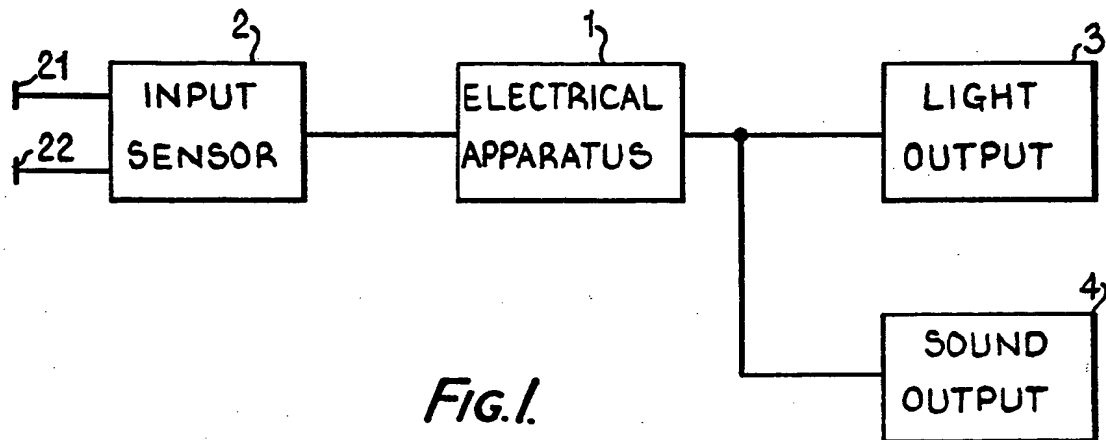 2
1
3
21
INPUT
SENSOR
ELECTRICAL
APPARATUS
LIGHT
OUTPUT
22
4
SOUND
OUTPUT
FIG.1.